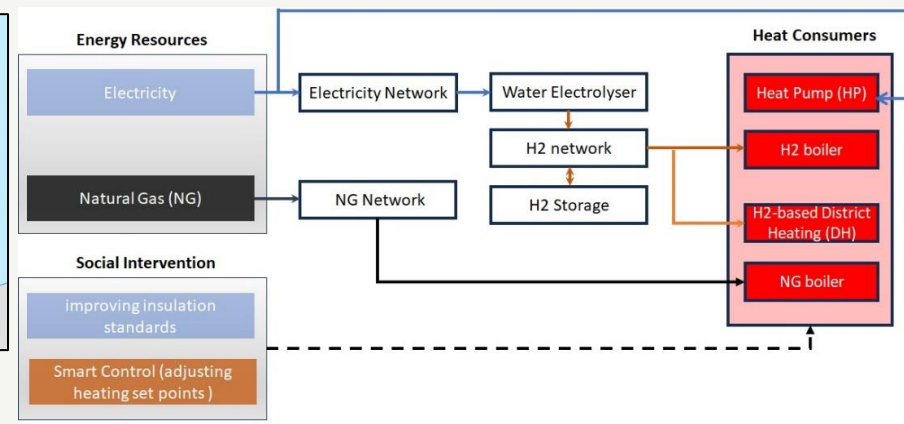 Energy Resources
Electricity
Natural Gas (NG)
Social Intervention
improving insulation
standards
Smart Control (adjusting
heating set points )
Electricity Network
NG Network
Water Electrolyser
H2 network
H2 Storage
Heat Consumers
Heat Pump (HP)
H2 boiler
H2-based District
Heating (DH)
NG boiler